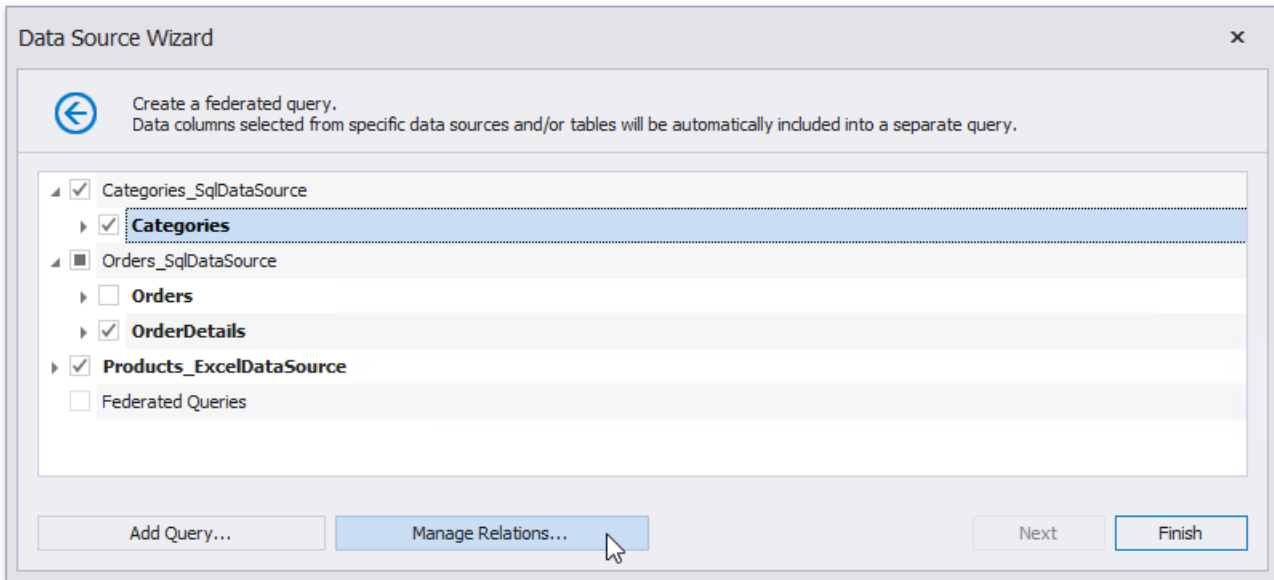 Data Source Wizard
Create a federated query.
Data columns selected from specific data sources and/or tables will be automatically included into a separate query.
Categories_SqlDataSource
Categories
Orders_SqlDataSource
Orders
OrderDetails
Products_ExcelDataSource
Federated Queries
Add Query...
Manage Relations...
Next
Finish